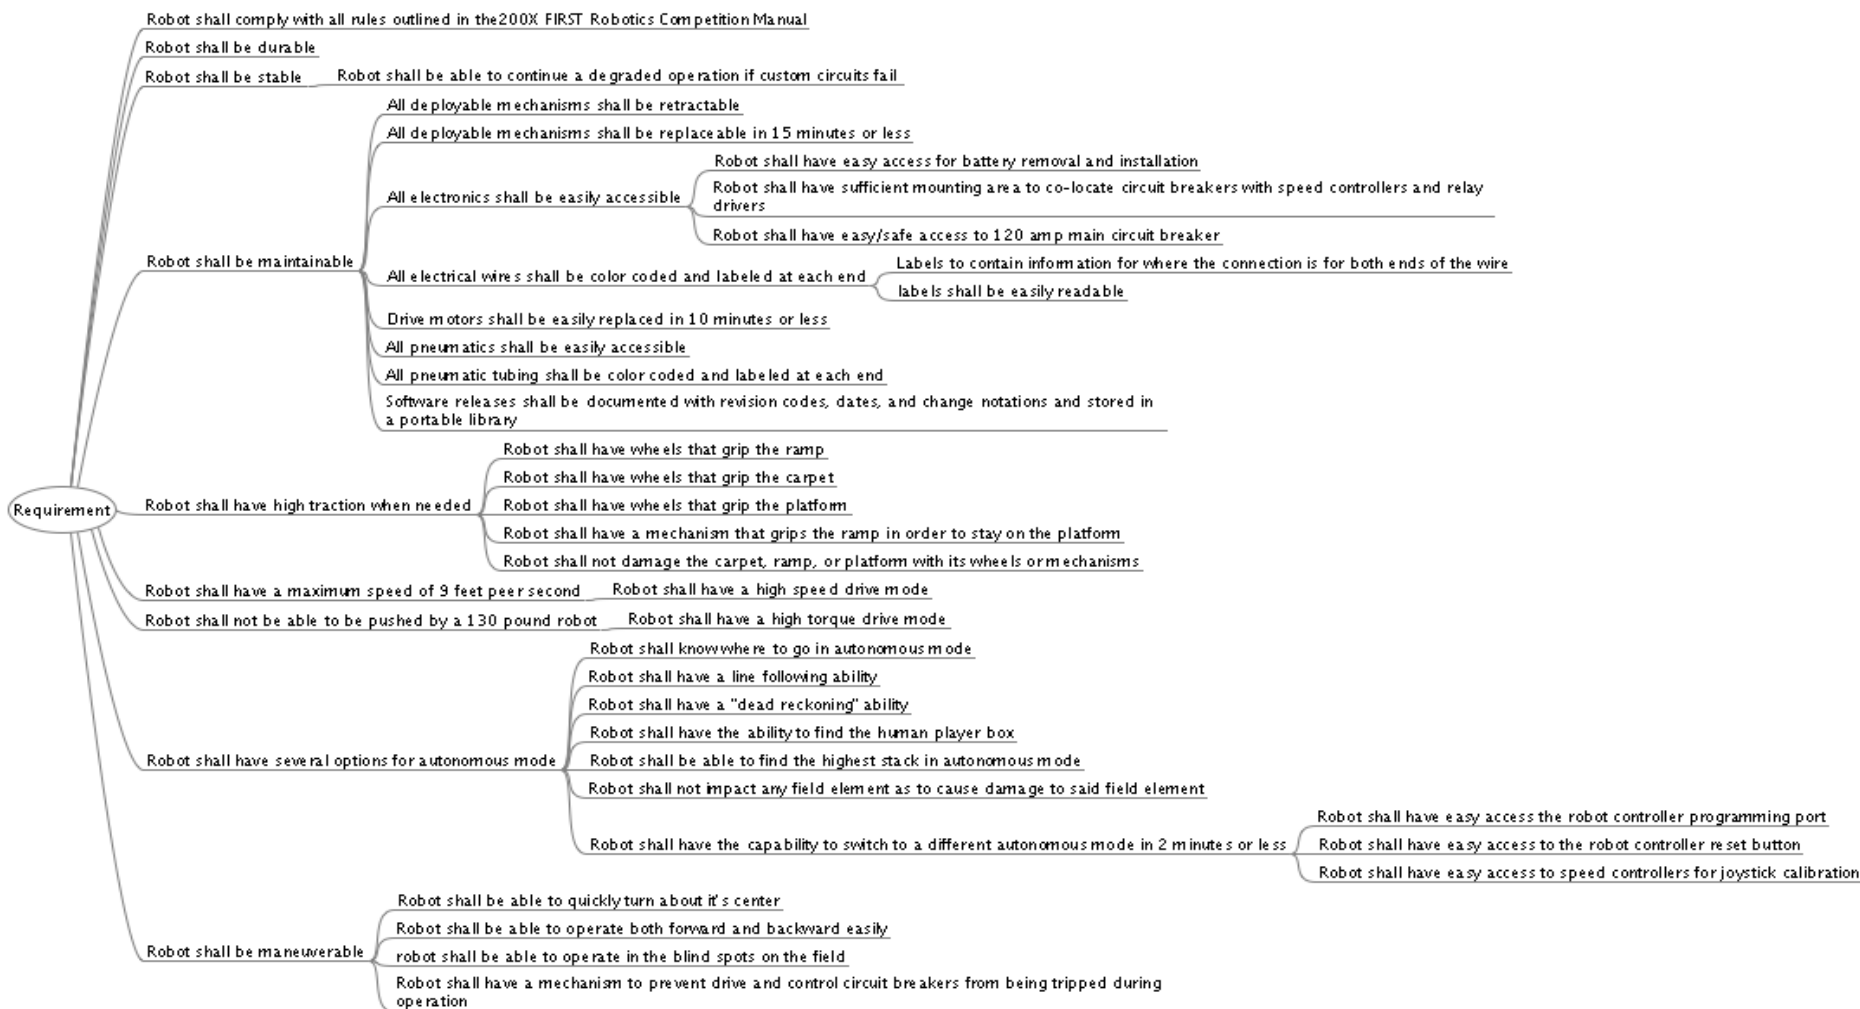 Robot shall comply with all rules outlined in the200X FIRST Robotics Competition Manual
Robot shall be durable
Robot shall be stable
Robot shall be able to continue a degraded operation if custom circuits fail
All deployable mechanisms shall be retractable
All deployable mechanisms shall be replaceable in 15 minutes or less
Robot shall have easy access for battery removal and installation
Robot shall have sufficient mounting area to co-locate circuit breakers with speed controllers and relay
drivers
All electronics shall be easily accessible
Robot shall have easy/safe access to 120 amp main circuit breaker
Robot shall be maintainable
Labels to contain information for where the connection is for both ends of the wire
All electrical wires shall be color coded and labeled at each end
labels shall be easily readable
Drive motors shall be easily replaced in 10 minutes or less
All pneumatics shall be easily accessible
All pneumatic tubing shall be color coded and labeled at each end
Software releases shall be documented with revision codes, dates, and change notations and stored in
a portable library
Robot shall have wheels that grip the ramp
Robot shall have wheels that grip the carpet
Requirement
Robot shall have high traction when needed
Robot shall have wheels that grip the platform
Robot shall have a mechanism that grips the ramp in order to stay on the platform
Robot shall not damage the carpet, ramp, or platform with its wheels or mechanisms
Robot shall have a maximum speed of 9 feet peer second
Robot shall have a high speed drive mode
Robot shall not be able to be pushed by a 130 pound robot
Robot shall have a high torque drive mode
Robot shall know where to go in autonomous mode
Robot shall have a line following ability
Robot shall have a "dead reckoning" ability
Robot shall have the ability to find the human player box
Robot shall have several options for autonomous mode
Robot shall be able to find the highest stack in autonomous mode
Robot shall not impact any field element as to cause damage to said field element
Robot shall have easy access the robot controller programming port
Robot shall have the capability to switch to a different autonomous mode in 2 minutes or less
Robot shall have easy access to the robot controller reset button
Robot shall have easy access to speed controllers for joystick calibration
Robot shall be able to quickly turn about it's center
Robot shall be able to operate both forward and backward easily
Robot shall be maneuverable
robot shall be able to operate in the blind spots on the field
Robot shall have a mechanism to prevent drive and control circuit breakers from being tripped during
operation